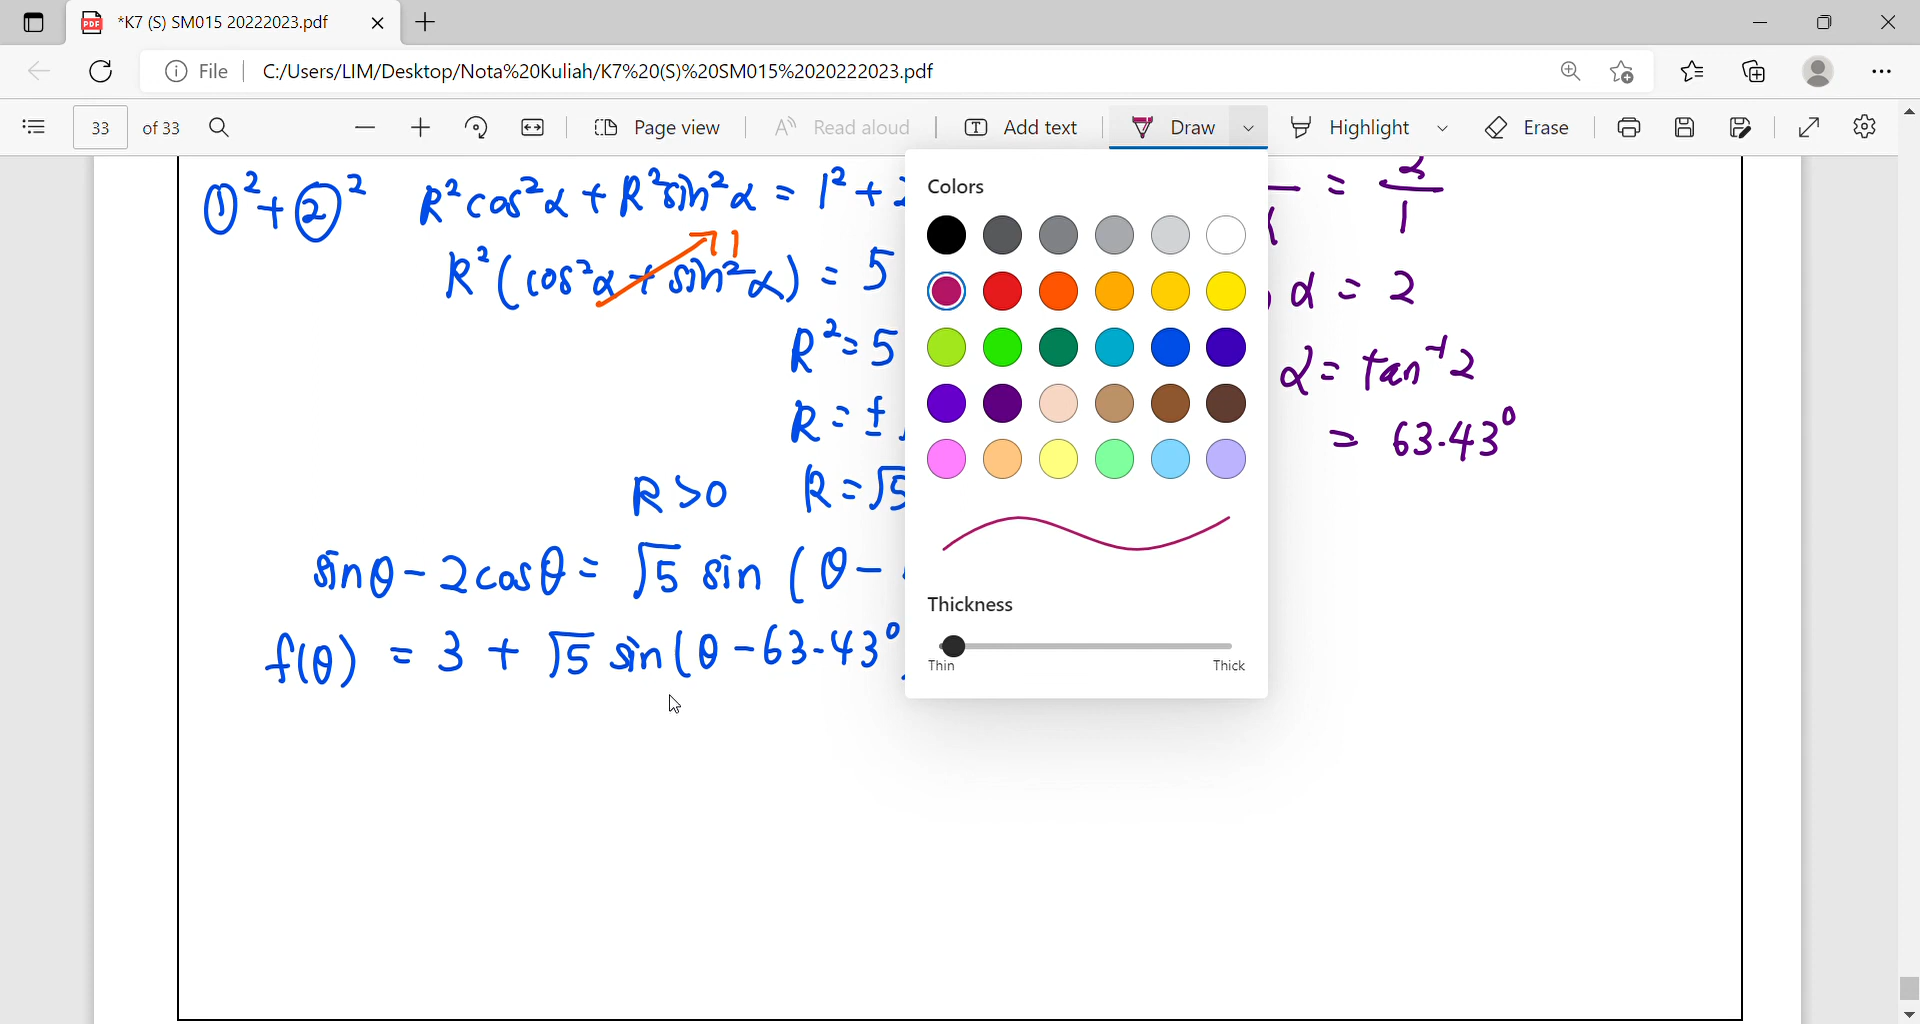 *K7 (S) SM015 20222023.pdf
File C:/Users/LIM/Desktop/Nota%20Kuliah/K7%20(S)%20SM015%2020222023.pdf
33 of 33 Page view Read aloud Add text Draw Highlight Erase
①² + ②² R²cos²α + R²sin²α = 1² +
R²(cos²α + sin²α) = 5
1
R² = 5
R = ±
R > 0 R = √5
sinθ - 2cosθ = √5 sin (θ -
f(θ) = 3 + √5 sin(θ - 63.43°
Colors
Thickness
Thin Thick
= 2/1
α = 2
α = tan⁻¹2
= 63.43°